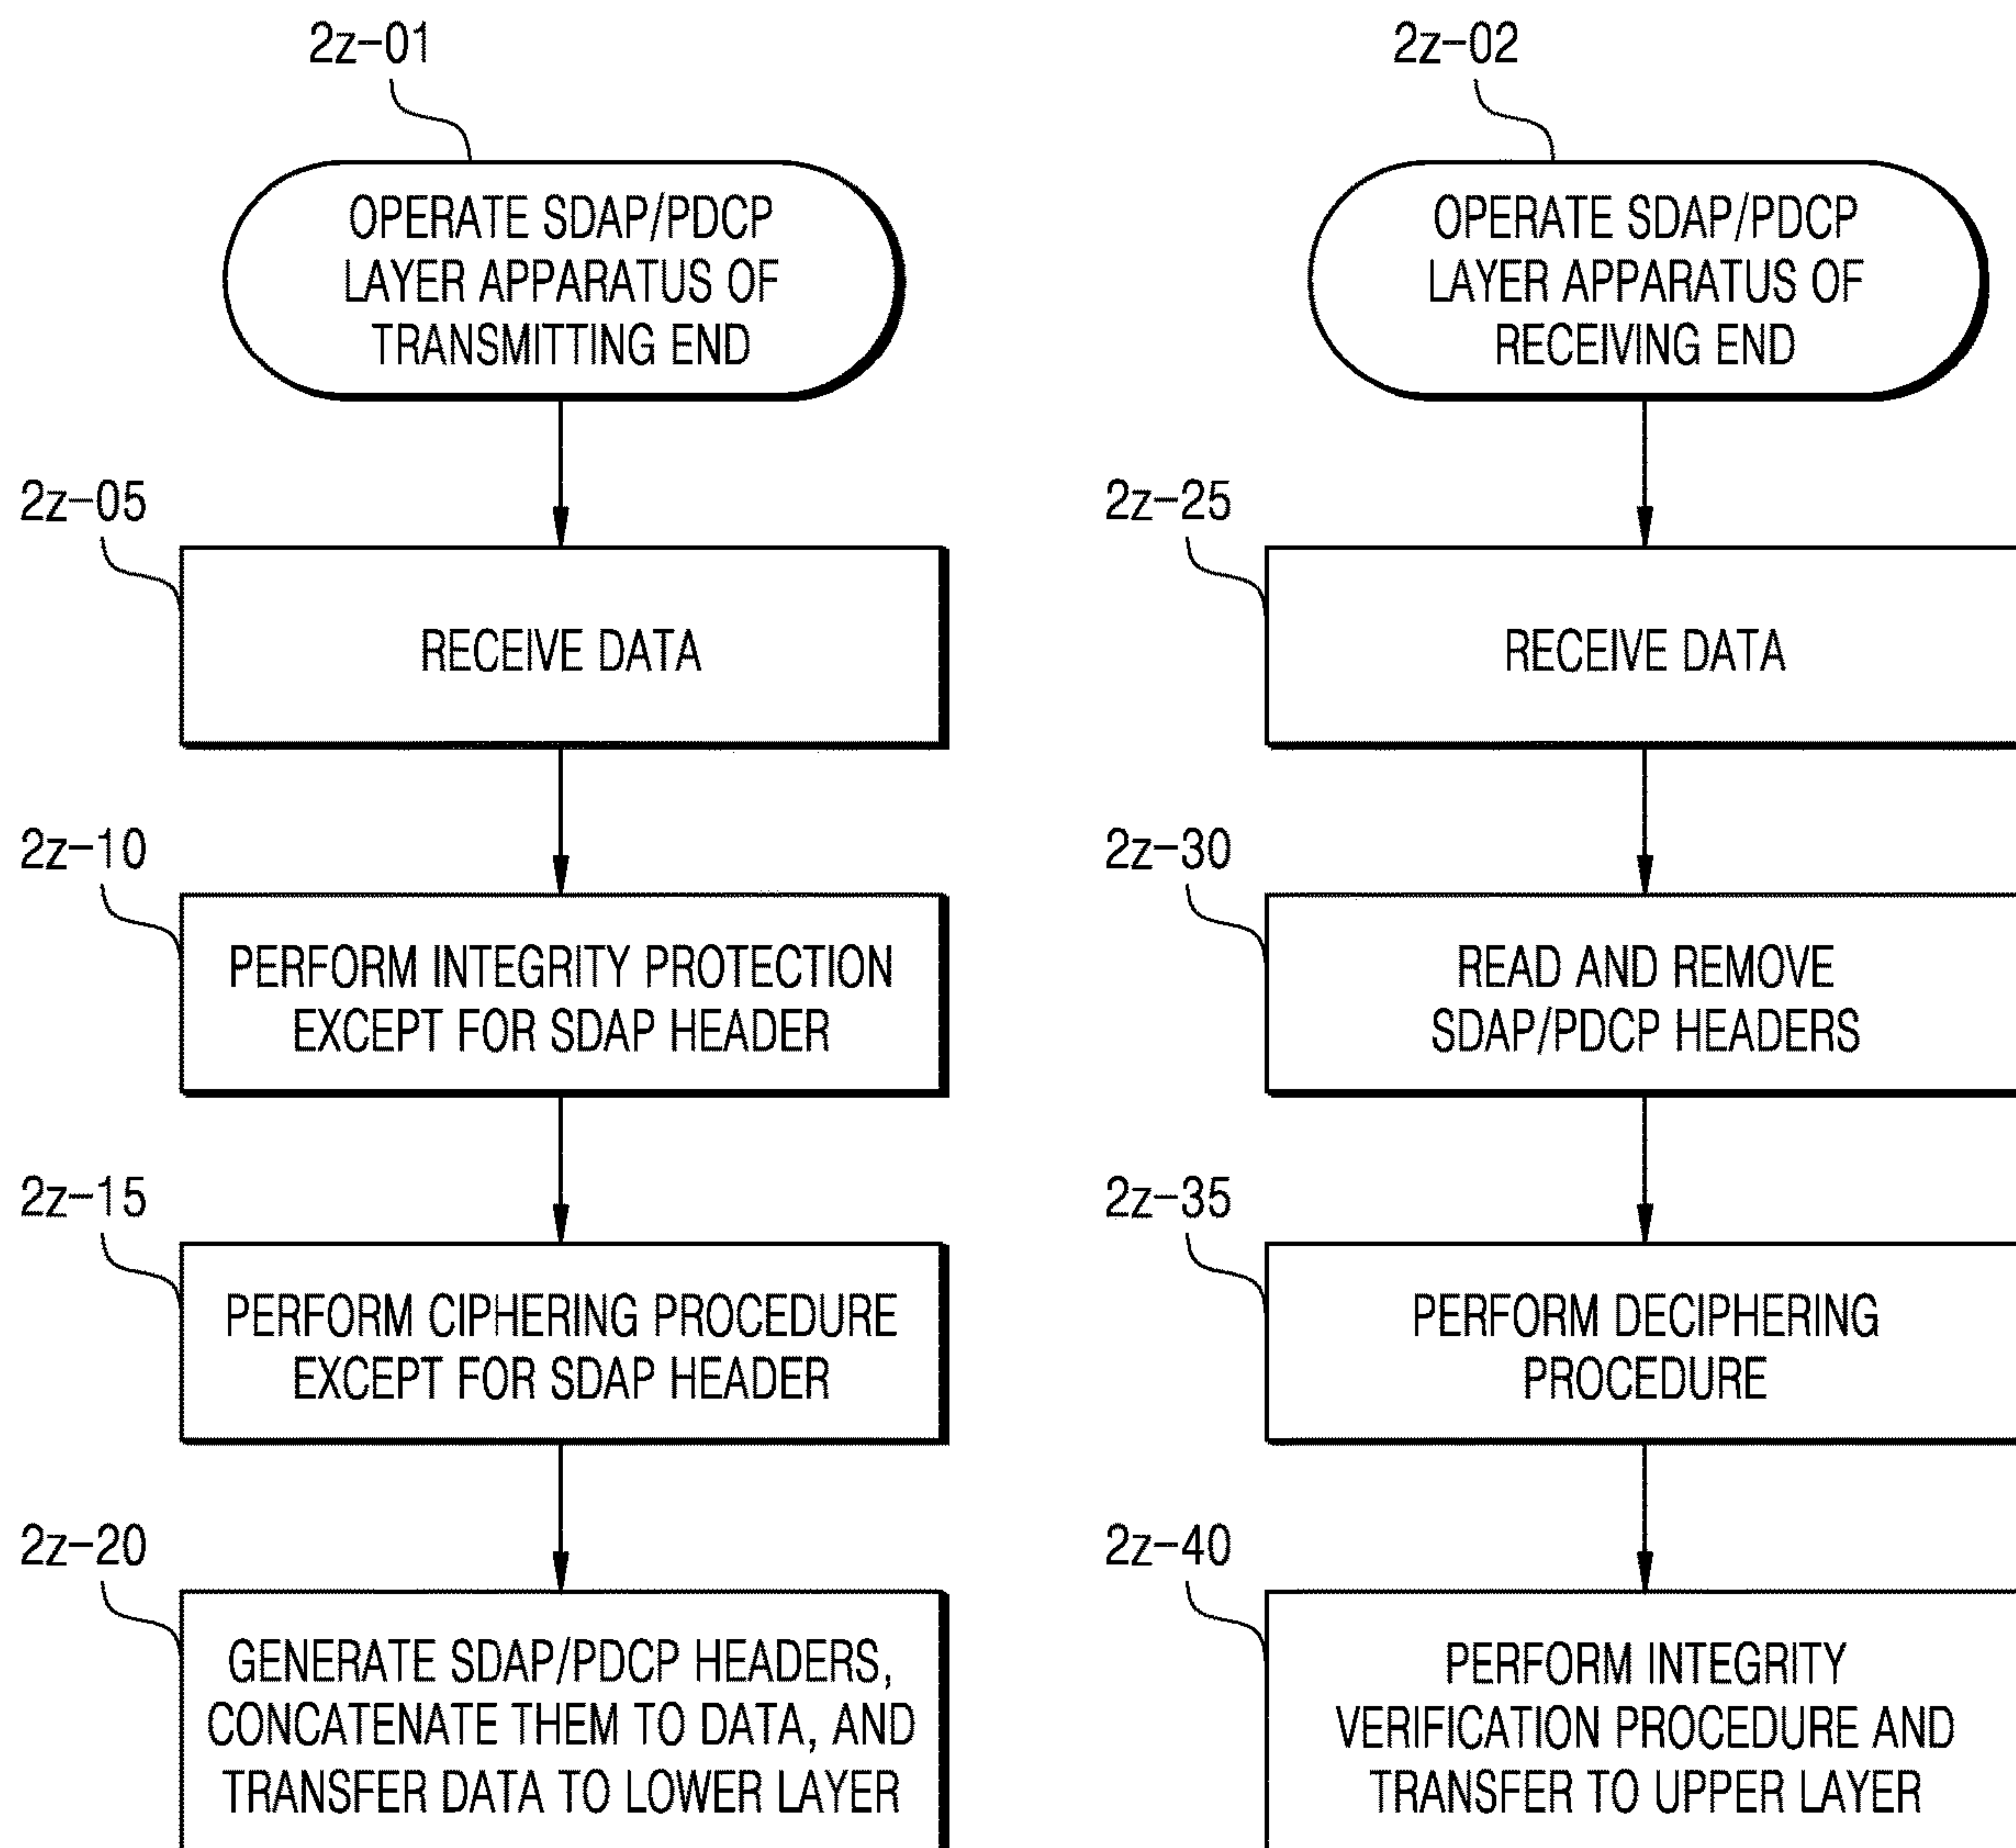 2z-01
OPERATE SDAP/PDCP
LAYER APPARATUS OF
TRANSMITTING END
2z-05
RECEIVE DATA
2z-10
PERFORM INTEGRITY PROTECTION
EXCEPT FOR SDAP HEADER
2z-15
PERFORM CIPHERING PROCEDURE
EXCEPT FOR SDAP HEADER
2z-20
GENERATE SDAP/PDCP HEADERS,
CONCATENATE THEM TO DATA, AND
TRANSFER DATA TO LOWER LAYER
2z-02
OPERATE SDAP/PDCP
LAYER APPARATUS OF
RECEIVING END
2z-25
RECEIVE DATA
2z-30
READ AND REMOVE
SDAP/PDCP HEADERS
2z-35
PERFORM DECIPHERING
PROCEDURE
2z-40
PERFORM INTEGRITY
VERIFICATION PROCEDURE AND
TRANSFER TO UPPER LAYER